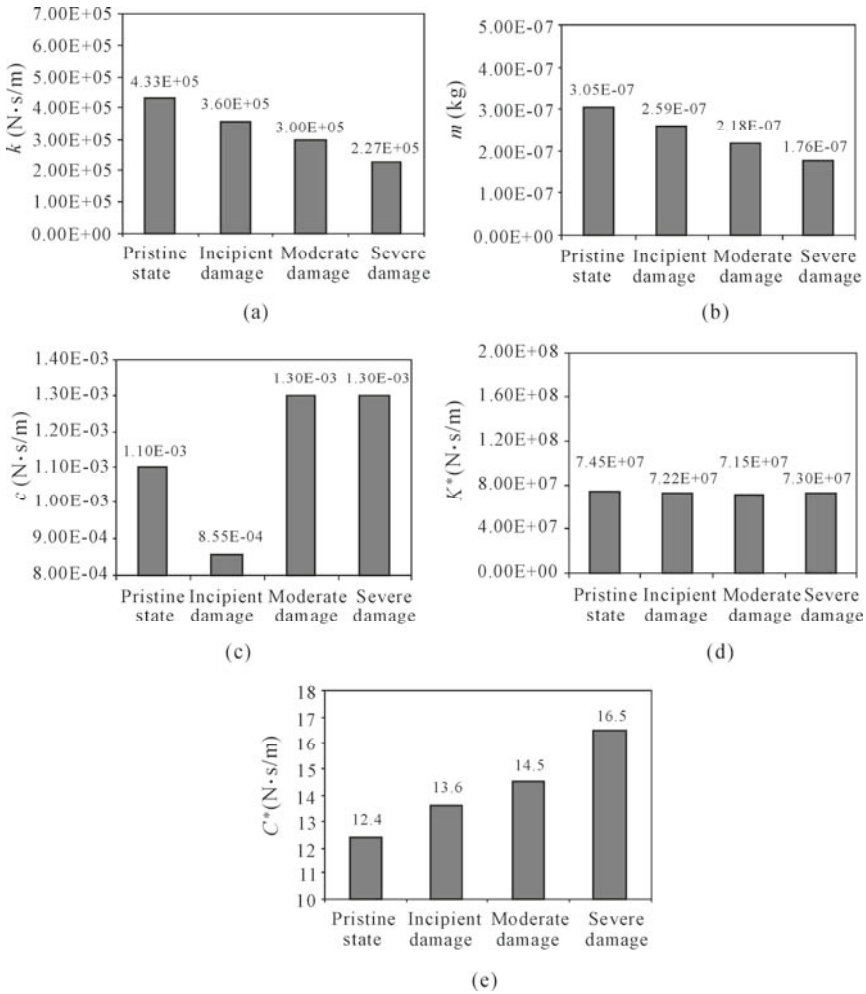 7.00E+05
6.00E+05
5.00E+05
4.00E+05
3.00E+05
2.00E+05
1.00E+05
0.00E+00
k (N·s/m)
4.33E+05
3.60E+05
3.00E+05
2.27E+05
Pristine state
Incipient damage
Moderate damage
Severe damage
(a)
5.00E-07
4.00E-07
3.00E-07
2.00E-07
1.00E-07
0.00E+00
m (kg)
3.05E-07
2.59E-07
2.18E-07
1.76E-07
Pristine state
Incipient damage
Moderate damage
Severe damage
(b)
1.40E-03
1.30E-03
1.20E-03
1.10E-03
1.00E-03
9.00E-04
8.00E-04
c (N·s/m)
1.10E-03
8.55E-04
1.30E-03
1.30E-03
Pristine state
Incipient damage
Moderate damage
Severe damage
(c)
2.00E+08
1.60E+08
1.20E+08
8.00E+07
4.00E+07
0.00E+00
K*(N·s/m)
7.45E+07
7.22E+07
7.15E+07
7.30E+07
Pristine state
Incipient damage
Moderate damage
Severe damage
(d)
18
17
16
15
14
13
12
11
10
C*(N·s/m)
12.4
13.6
14.5
16.5
Pristine state
Incipient damage
Moderate damage
Severe damage
(e)